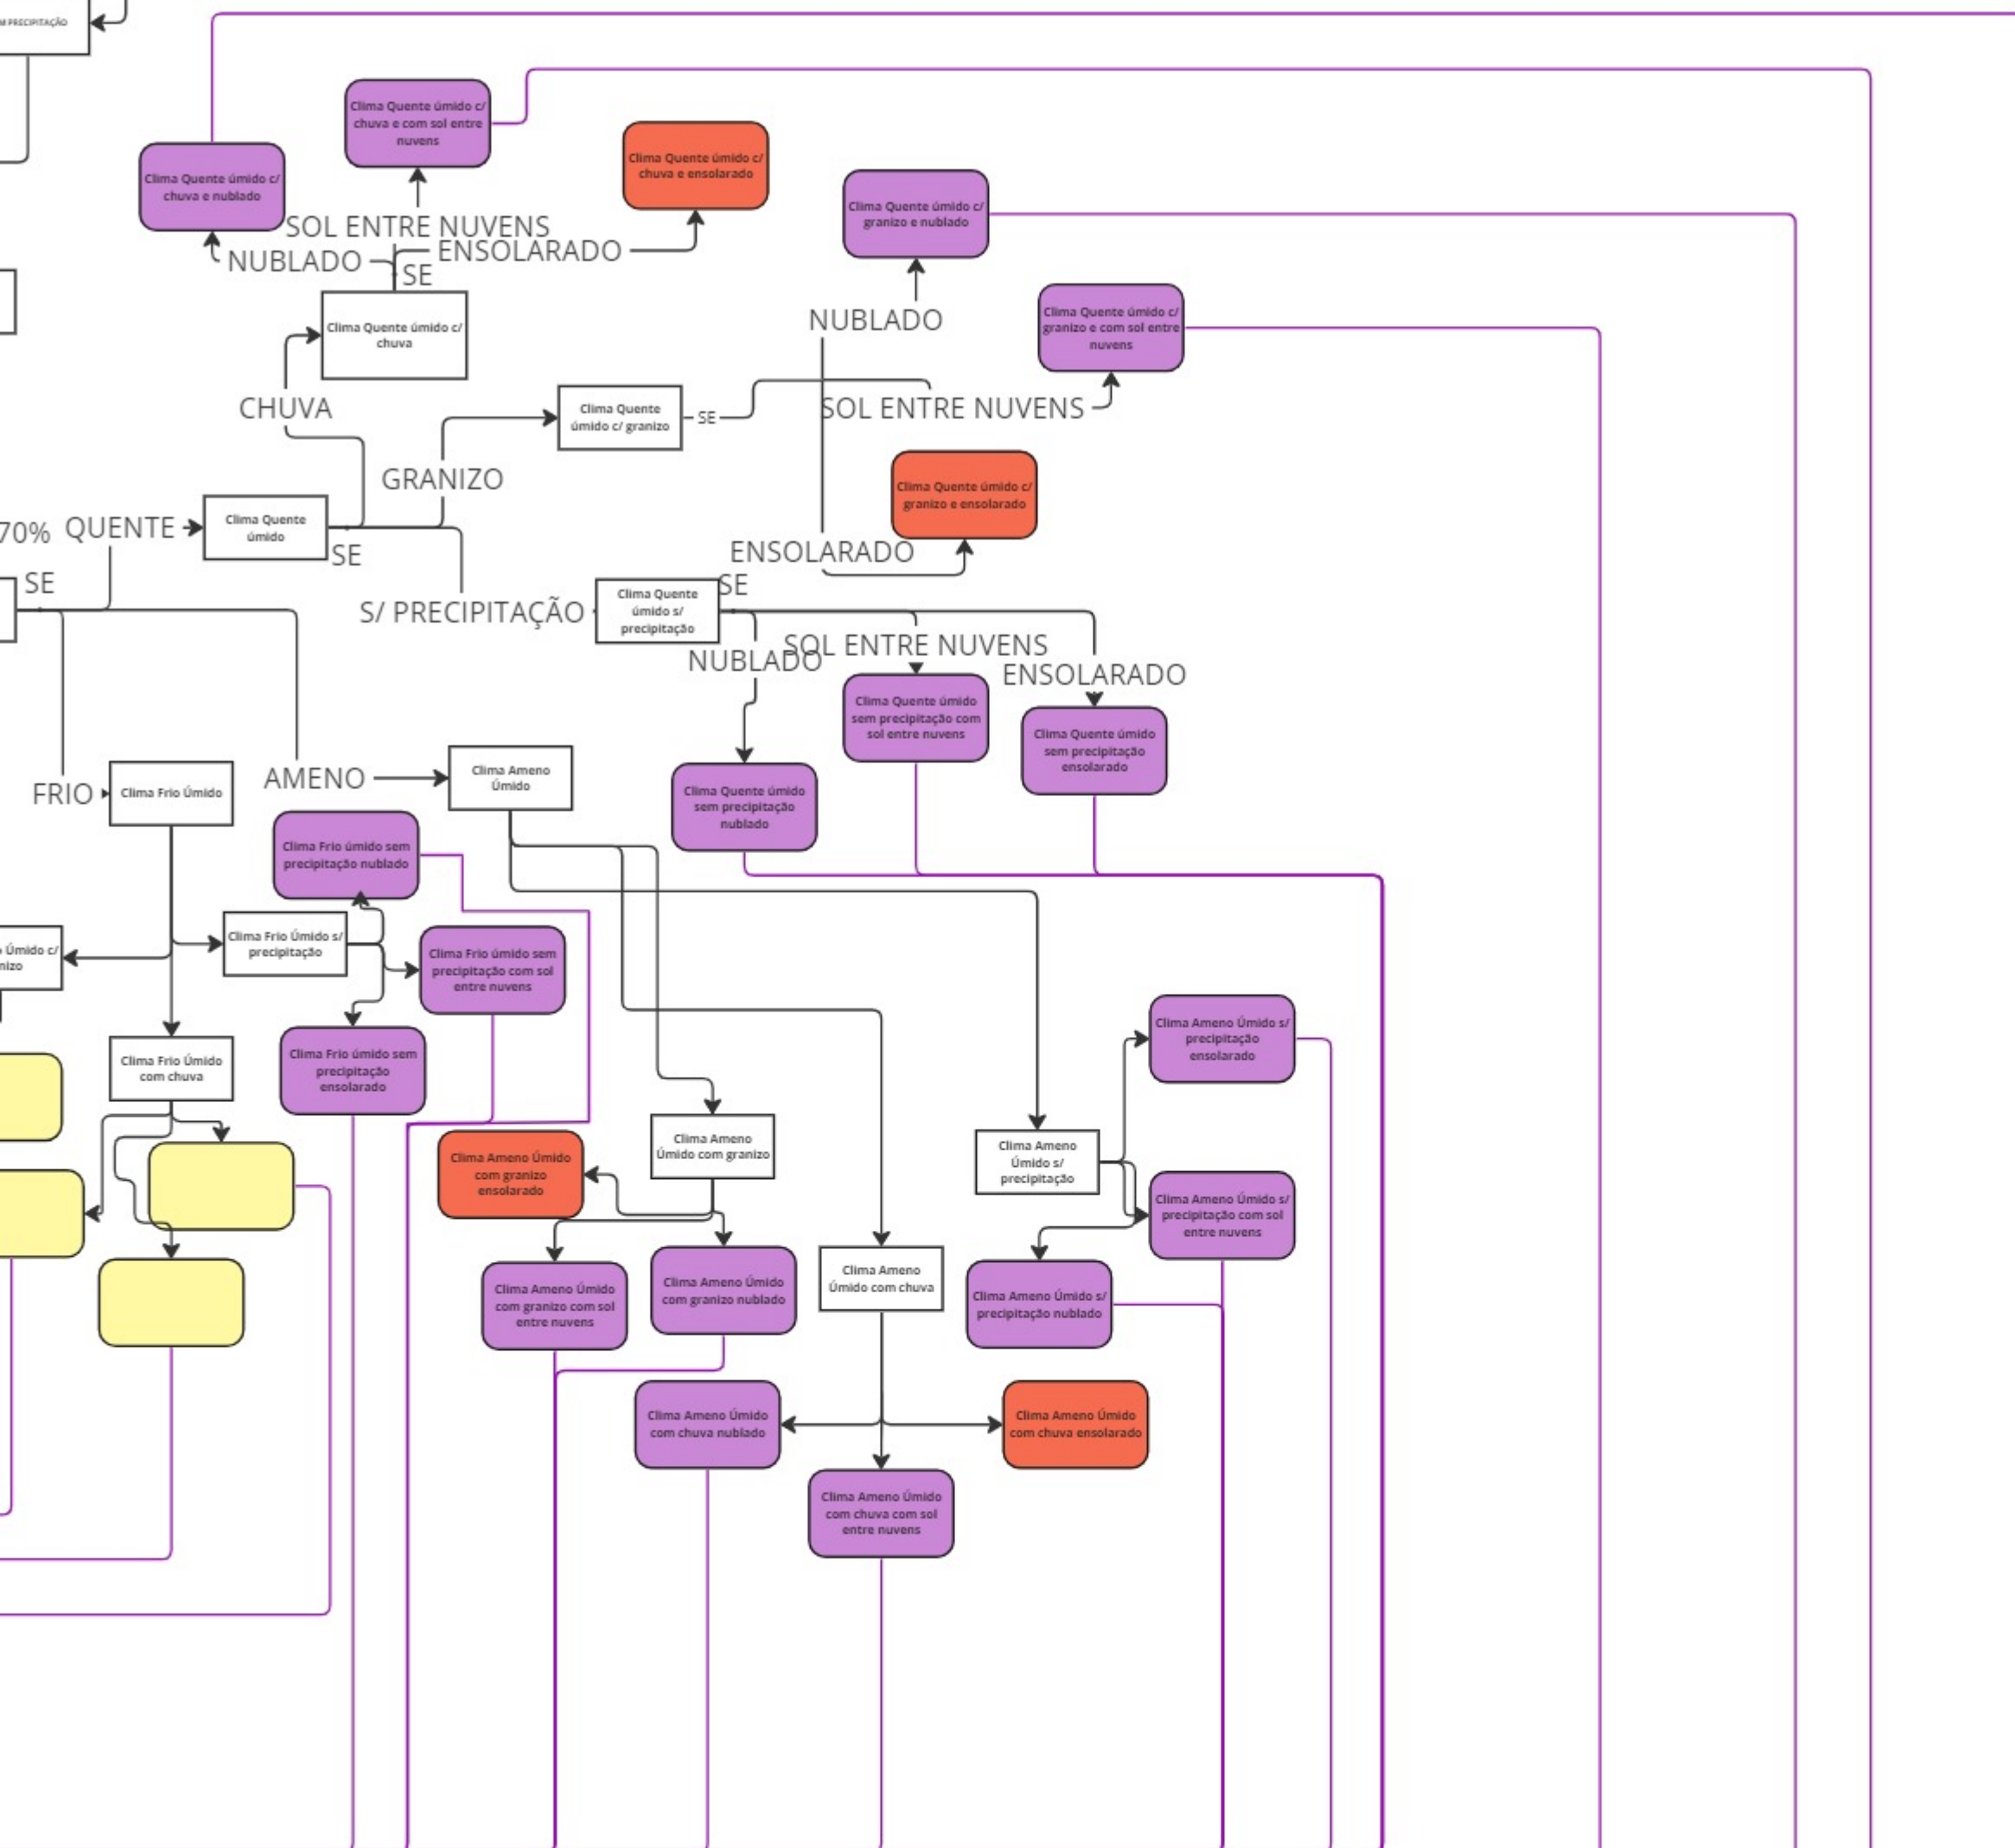 M PRECIPITAÇÃO
Clima Quente úmido c/
chuva e com sol entre
nuvens
Clima Quente úmido c/
chuva e ensolarado
Clima Quente úmido c/
chuva e nublado
Clima Quente úmido c/
granizo e nublado
SOL ENTRE NUVENS
ENSOLARADO
NUBLADO
SE
Clima Quente úmido c/
chuva
NUBLADO
Clima Quente úmido c/
granizo e com sol entre
nuvens
CHUVA
Clima Quente
úmido c/ granizo
SE
SOL ENTRE NUVENS
GRANIZO
Clima Quente úmido c/
granizo e ensolarado
70%
QUENTE
Clima Quente
úmido
SE
ENSOLARADO
SE
SE
S/ PRECIPITAÇÃO
Clima Quente
úmido s/
precipitação
SOL ENTRE NUVENS
NUBLADO
ENSOLARADO
Clima Quente úmido
sem precipitação com
sol entre nuvens
Clima Quente úmido
sem precipitação
ensolarado
Clima Quente úmido
sem precipitação
nublado
FRIO
Clima Frio Úmido
AMENO
Clima Ameno
Úmido
Clima Frio úmido sem
precipitação nublado
Úmido c/
nizo
Clima Frio Úmido s/
precipitação
Clima Frio úmido sem
precipitação com sol
entre nuvens
Clima Frio Úmido
com chuva
Clima Frio úmido sem
precipitação
ensolarado
Clima Ameno Úmido s/
precipitação
ensolarado
Clima Ameno Úmido
com granizo
ensolarado
Clima Ameno
Úmido com granizo
Clima Ameno
Úmido s/
precipitação
Clima Ameno Úmido s/
precipitação com sol
entre nuvens
Clima Ameno Úmido
com granizo com sol
entre nuvens
Clima Ameno Úmido
com granizo nublado
Clima Ameno
Úmido com chuva
Clima Ameno Úmido s/
precipitação nublado
Clima Ameno Úmido
com chuva nublado
Clima Ameno Úmido
com chuva ensolarado
Clima Ameno Úmido
com chuva com sol
entre nuvens